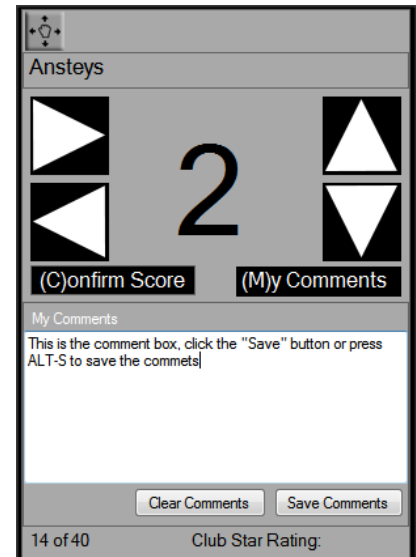 Ansteys
2
(C)onfirm Score (M)y Comments
My Comments
This is the comment box, click the "Save" button or press
ALT-S to save the commets
Clear Comments Save Comments
14 of 40 Club Star Rating: